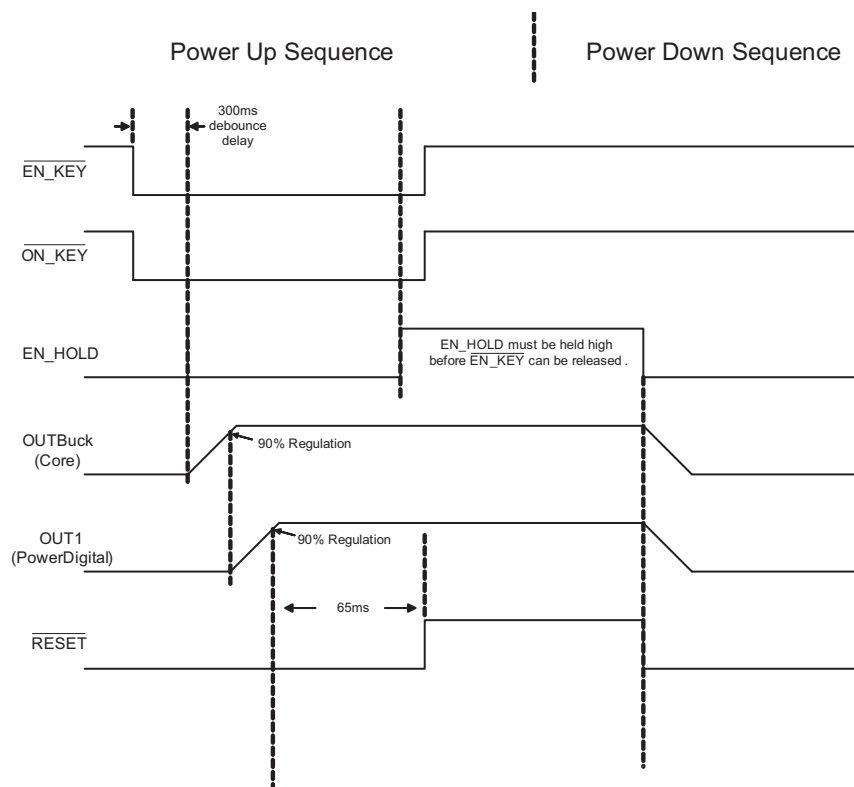 Power Up Sequence
Power Down Sequence
300ms
debounce
delay
EN_KEY
ON_KEY
EN_HOLD
EN_HOLD must be held high
before EN_KEY can be released .
OUTBuck
(Core)
90% Regulation
OUT1
(PowerDigital)
90% Regulation
65ms
RESET